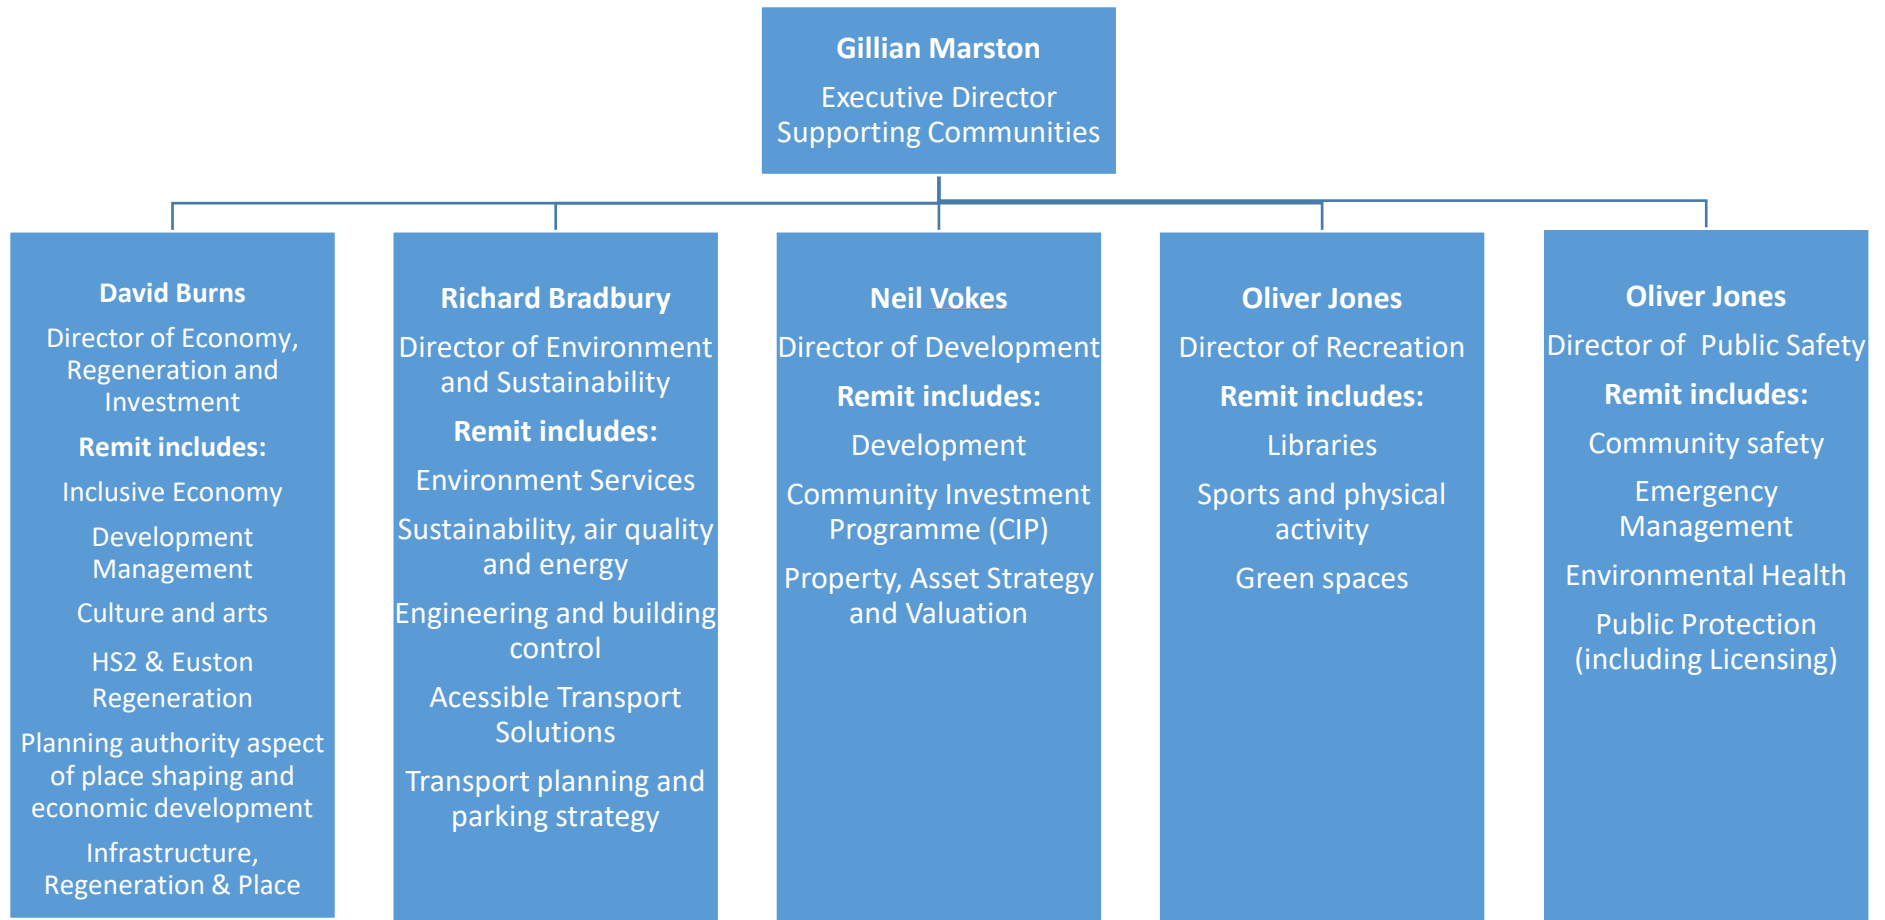 Gillian Marston
Executive Director
Supporting Communities
David Burns
Director of Economy,
Regeneration and
Investment
Remit includes:
Inclusive Economy
Development
Management
Culture and arts
HS2 & Euston
Regeneration
Planning authority aspect
of place shaping and
economic development
Infrastructure,
Regeneration & Place
Richard Bradbury
Director of Environment
and Sustainability
Remit includes:
Environment Services
Sustainability, air quality
and energy
Engineering and building
control
Acessible Transport
Solutions
Transport planning and
parking strategy
Neil Vokes
Director of Development
Remit includes:
Development
Community Investment
Programme (CIP)
Property, Asset Strategy
and Valuation
Oliver Jones
Director of Recreation
Remit includes:
Libraries
Sports and physical
activity
Green spaces
Oliver Jones
Director of  Public Safety
Remit includes:
Community safety
Emergency
Management
Environmental Health
Public Protection
(including Licensing)